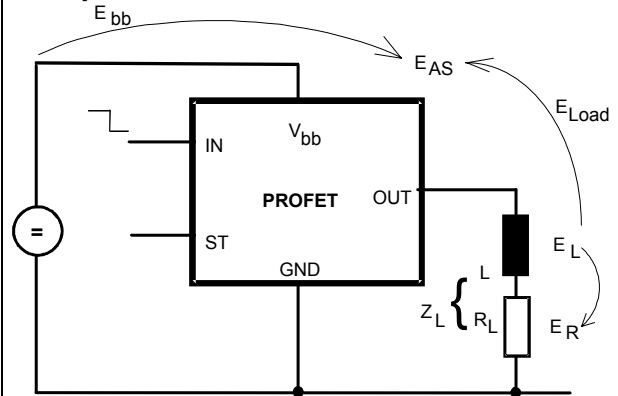 E bb
E AS
E Load
V bb
IN
PROFET
OUT
=
ST
E L
GND
L
Z L {
R L
E R